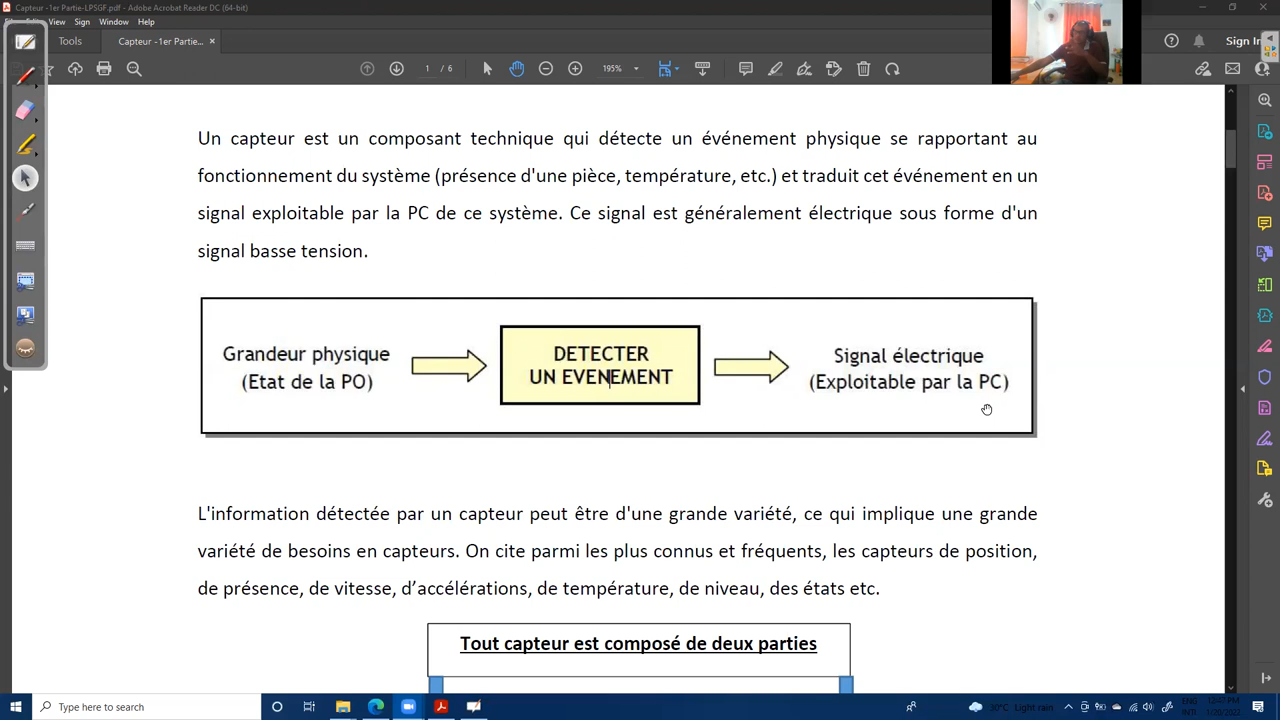 Capteur -1er Partie-LPSGF.pdf - Adobe Acrobat Reader DC (64-bit)
View Sign Window Help
Tools Capteur -1er Partie... × Sign In
1 / 6 195%
Un capteur est un composant technique qui détecte un événement physique se rapportant au
fonctionnement du système (présence d'une pièce, température, etc.) et traduit cet événement en un
signal exploitable par la PC de ce système. Ce signal est généralement électrique sous forme d'un
signal basse tension.
Grandeur physique
(Etat de la PO)
DETECTER
UN EVENEMENT
Signal électrique
(Exploitable par la PC)
L'information détectée par un capteur peut être d'une grande variété, ce qui implique une grande
variété de besoins en capteurs. On cite parmi les plus connus et fréquents, les capteurs de position,
de présence, de vitesse, d’accélérations, de température, de niveau, des états etc.
Tout capteur est composé de deux parties
Type here to search
30°C Light rain
ENG
INTL